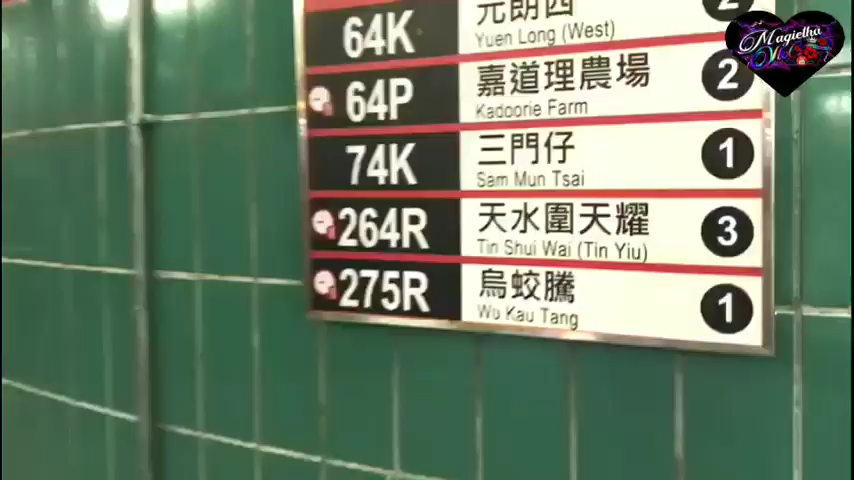 64K
元朗西
Yuen Long (West)
2
64P
嘉道理農場
Kadoorie Farm
2
74K
三門仔
Sam Mun Tsai
1
264R
天水圍天耀
Tin Shui Wai (Tin Yiu)
3
275R
烏蛟騰
Wu Kau Tang
1
Magieltha